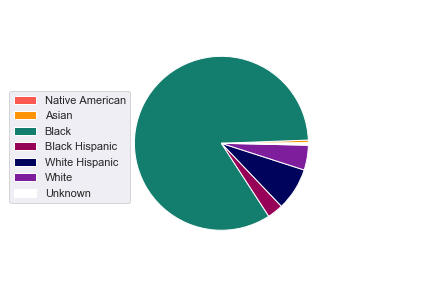 Native American
Asian
Black
Black Hispanic
White Hispanic
White
Unknown